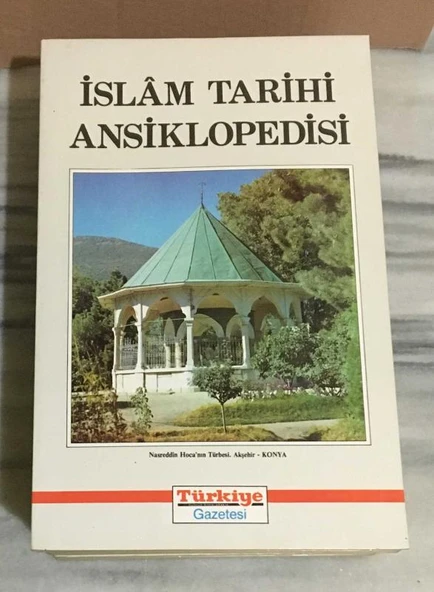 İSLÂM TARİHİ
ANSİKLOPEDİSİ
Nasreddin Hoca'nın Türbesi. Akşehir - KONYA
Türkiye
Gazetesi